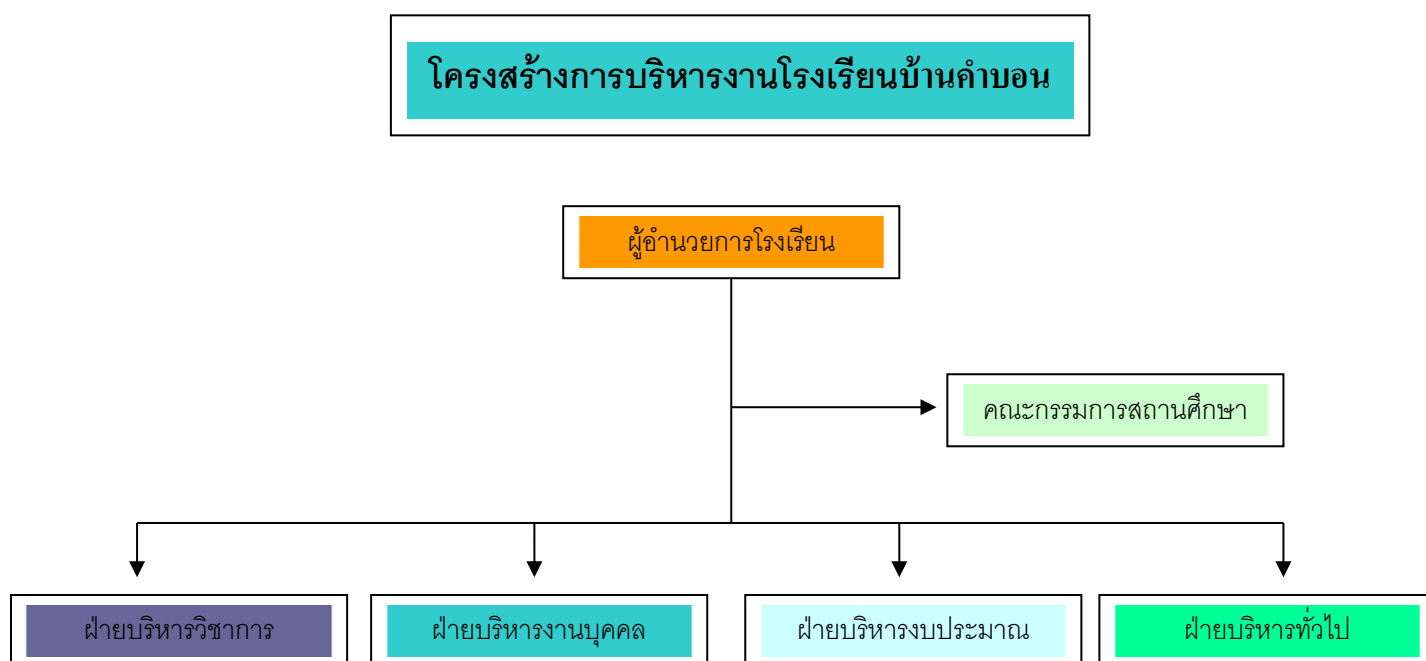 โครงสร้างการบริหารงานโรงเรียนบ้านคำบอน
ผู้อำนวยการโรงเรียน
คณะกรรมการสถานศึกษา
ฝ่ายบริหารวิชาการ
ฝ่ายบริหารงานบุคคล
ฝ่ายบริหารงบประมาณ
ฝ่ายบริหารทั่วไป